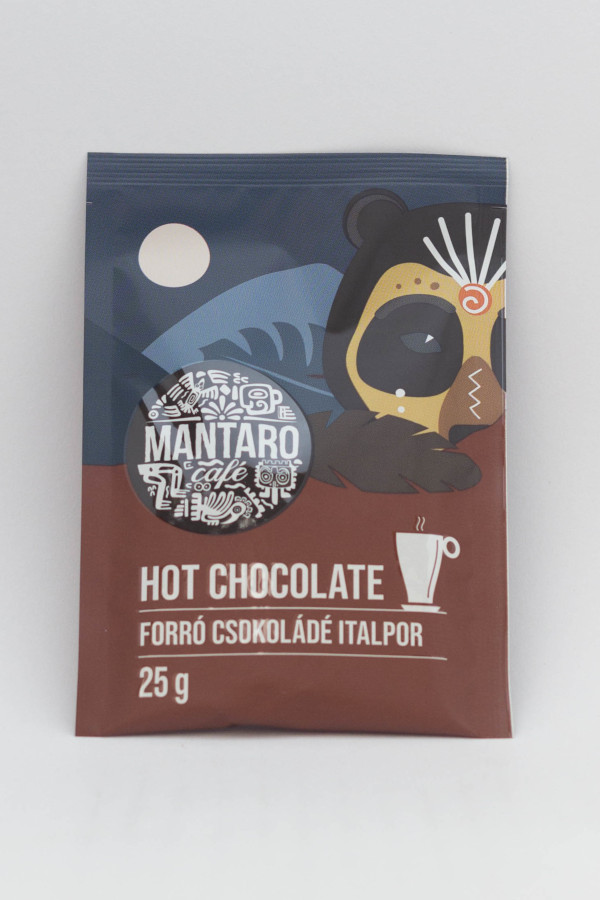 MANTARO
café
HOT CHOCOLATE
FORRÓ CSOKOLÁDÉ ITALPOR
25 g